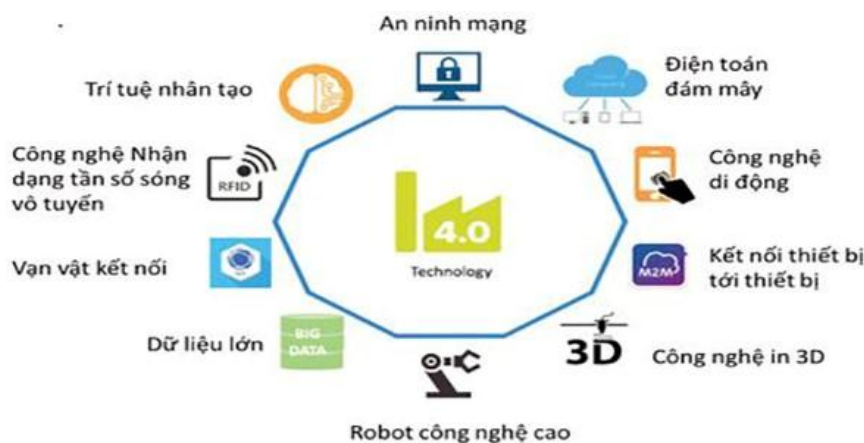 An ninh mạng
Điện toán
đám mây
Trí tuệ nhân tạo
Công nghệ Nhận
dạng tần số sóng
vô tuyến
RFID
Công nghệ
di động
4.0
Technology
Vạn vật kết nối
M2M
Kết nối thiết bị
tới thiết bị
Dữ liệu lớn
BIG
DATA
3D
Công nghệ in 3D
Robot công nghệ cao